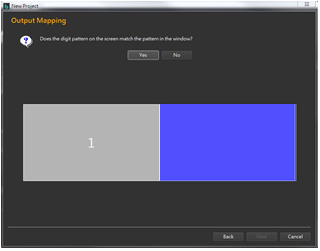 New Project
Output Mapping
Does the digit pattern on the screen match the pattern in the window?
Yes No
1
Back Next Cancel